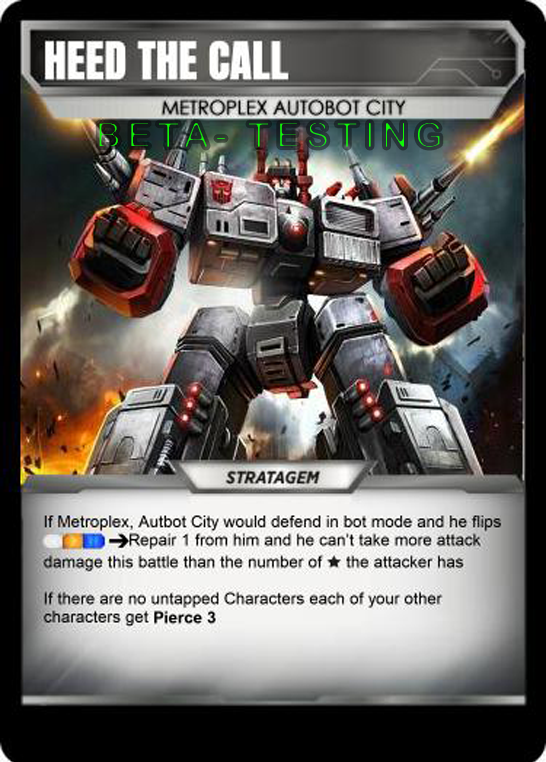 HEED THE CALL
METROPLEX AUTOBOT CITY
BETA- TESTING
STRATAGEM
If Metroplex, Autbot City would defend in bot mode and he flips
➔Repair 1 from him and he can't take more attack
damage this battle than the number of ★ the attacker has
If there are no untapped Characters each of your other
characters get Pierce 3